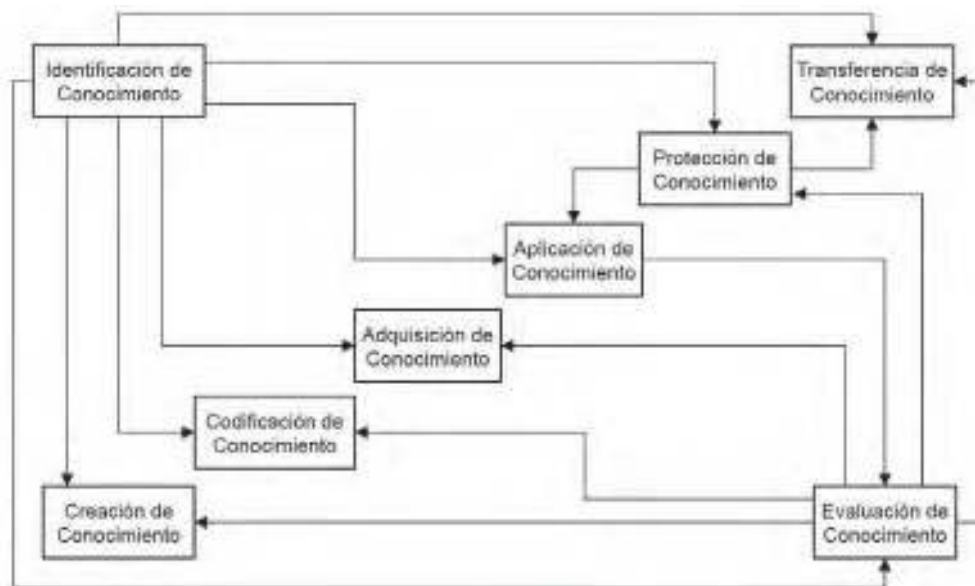 Identificación de
Conocimiento
Transferencia de
Conocimiento
Protección de
Conocimiento
Aplicación de
Conocimiento
Adquisición de
Conocimiento
Codificación de
Conocimiento
Creación de
Conocimiento
Evaluación de
Conocimiento